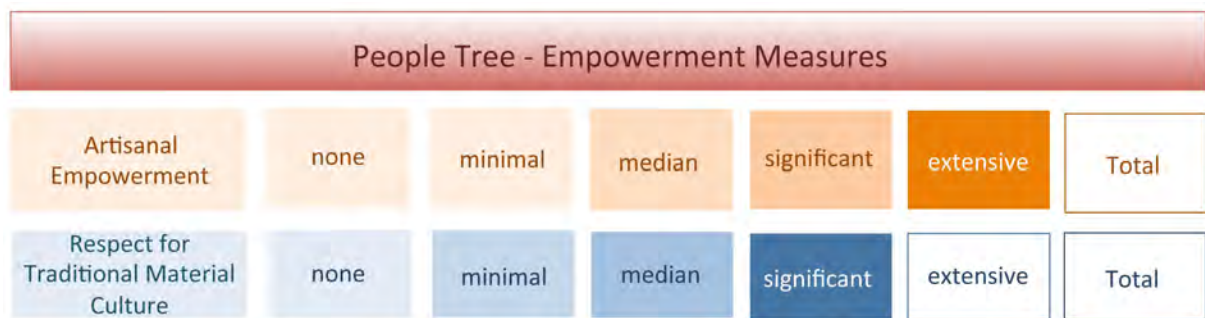 People Tree - Empowerment Measures
Artisanal
Empowerment
none
minimal
median
significant
extensive
Total
Respect for
Traditional Material
Culture
none
minimal
median
significant
extensive
Total